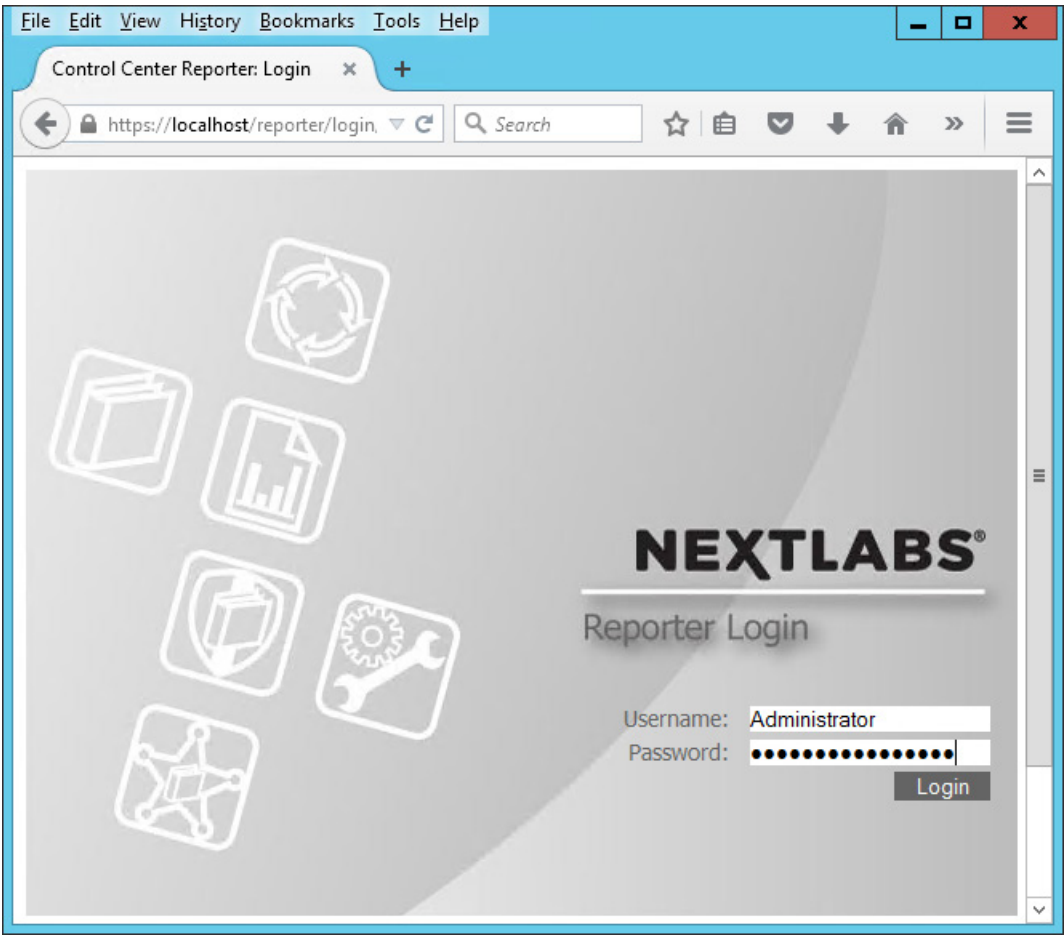 File Edit View History Bookmarks Tools Help
Control Center Reporter: Login
https://localhost/reporter/login.
Search
NEXTLABS®
Reporter Login
Username: Administrator
Password: ●●●●●●●●●●●●●●●●
Login